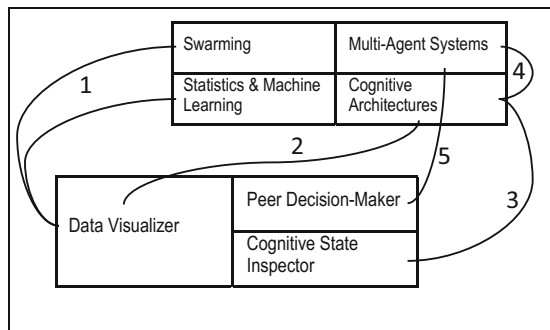 Swarming
Multi-Agent Systems
1
4
Statistics & Machine
Learning
Cognitive
Architectures
2
5
3
Data Visualizer
Peer Decision-Maker
Cognitive State
Inspector